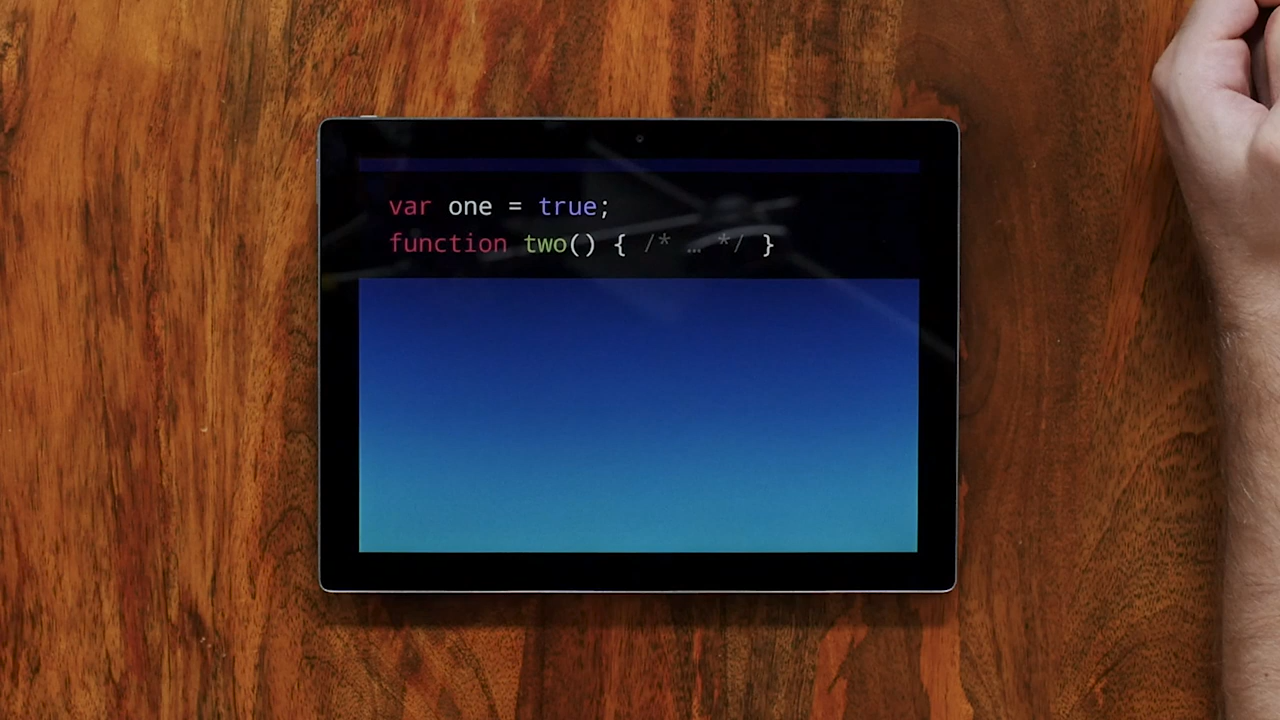 var one = true;
function two() { /* … */ }